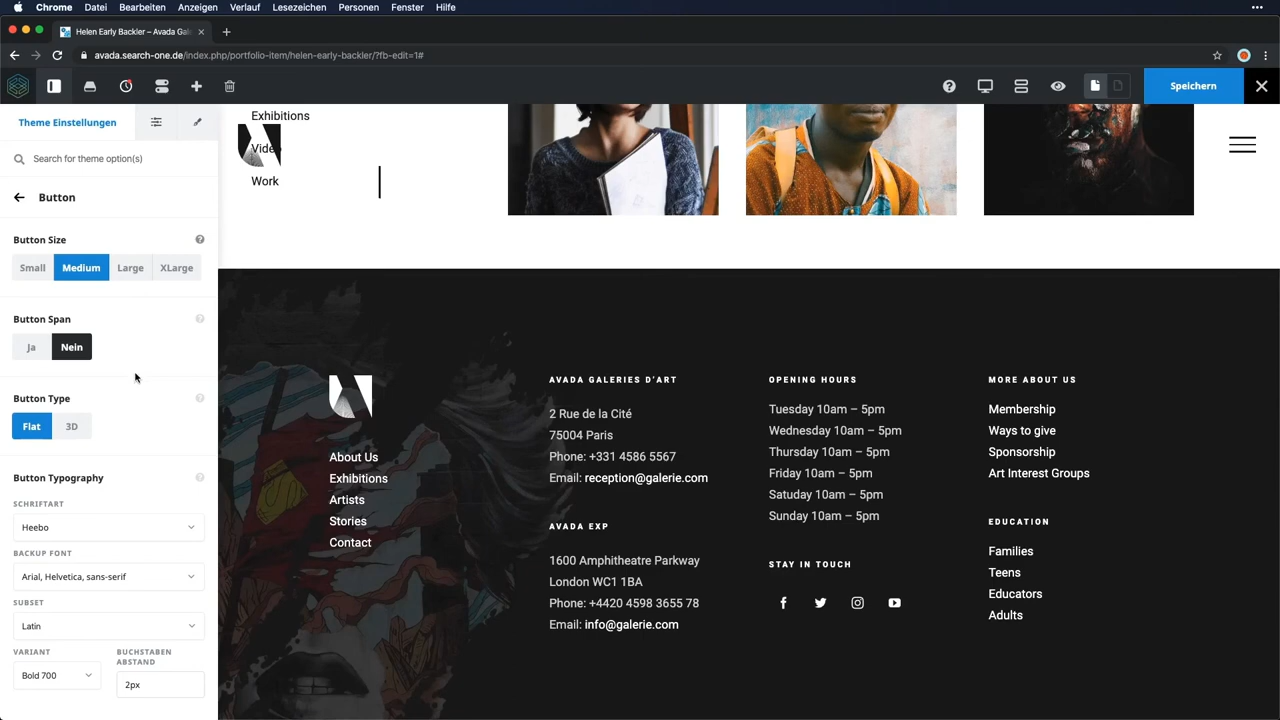 Chrome Datei Bearbeiten Anzeigen Verlauf Lesezeichen Personen Fenster Hilfe
Helen Early Backler – Avada Gal
avada.search-one.de/index.php/portfolio-item/helen-early-backler/?fb-edit=1#
Speichern
Theme Einstellungen
Search for theme option(s)
Button
Button Size
Small Medium Large XLarge
Button Span
Ja Nein
Button Type
Flat 3D
Button Typography
SCHRIFTART
Heebo
BACKUP FONT
Arial, Helvetica, sans-serif
SUBSET
Latin
VARIANT
Bold 700
BUCHSTABEN
ABSTAND
2px
Exhibitions
Video
Work
About Us
Exhibitions
Artists
Stories
Contact
AVADA GALERIES D'ART
2 Rue de la Cité
75004 Paris
Phone: +331 4586 5567
Email: reception@galerie.com
AVADA EXP
1600 Amphitheatre Parkway
London WC1 1BA
Phone: +4420 4598 3655 78
Email: info@galerie.com
OPENING HOURS
Tuesday 10am – 5pm
Wednesday 10am – 5pm
Thursday 10am – 5pm
Friday 10am – 5pm
Satuday 10am – 5pm
Sunday 10am – 5pm
STAY IN TOUCH
MORE ABOUT US
Membership
Ways to give
Sponsorship
Art Interest Groups
EDUCATION
Families
Teens
Educators
Adults